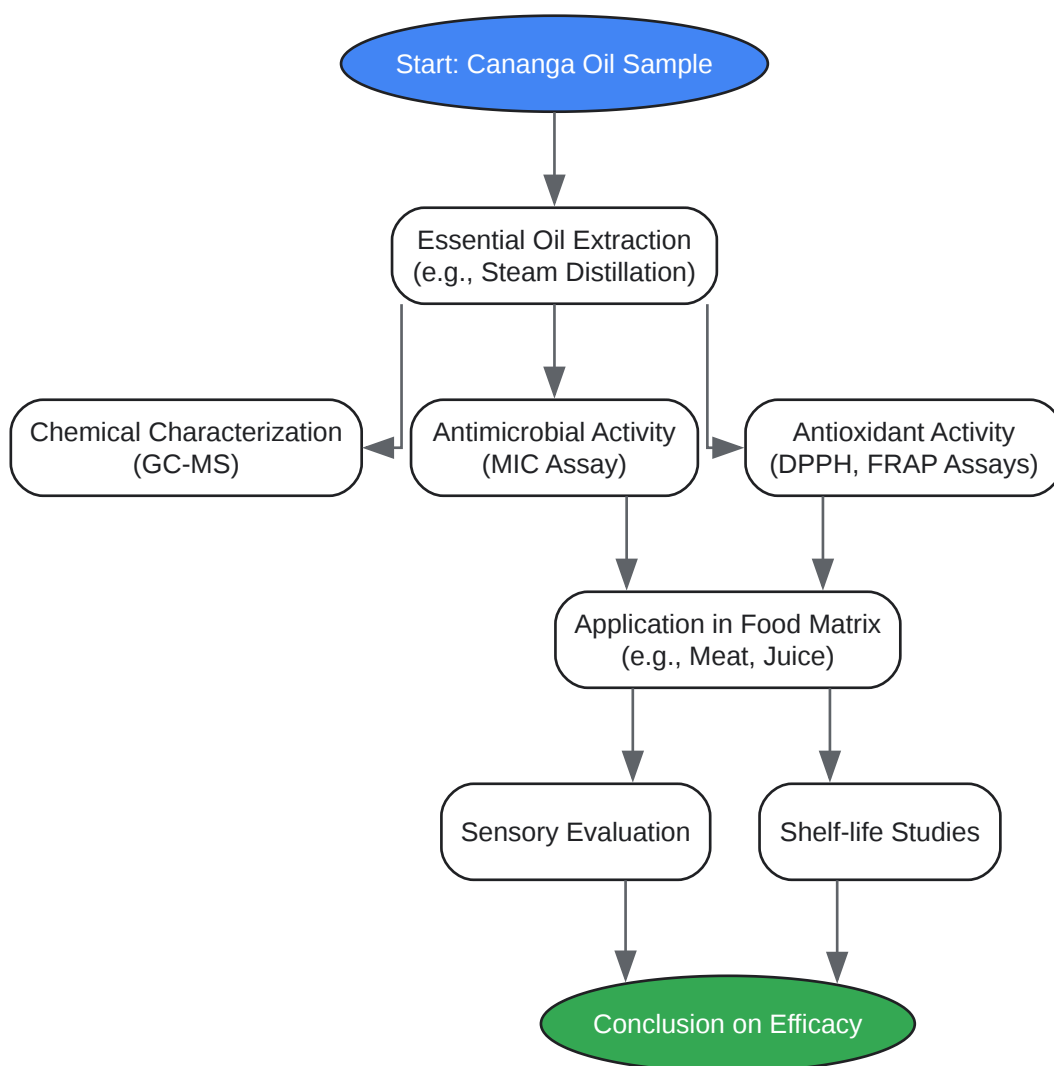 Start: Cananga Oil Sample
Essential Oil Extraction
(e.g., Steam Distillation)
Chemical Characterization
(GC-MS)
Antimicrobial Activity
(MIC Assay)
Antioxidant Activity
(DPPH, FRAP Assays)
Application in Food Matrix
(e.g., Meat, Juice)
Sensory Evaluation
Shelf-life Studies
Conclusion on Efficacy